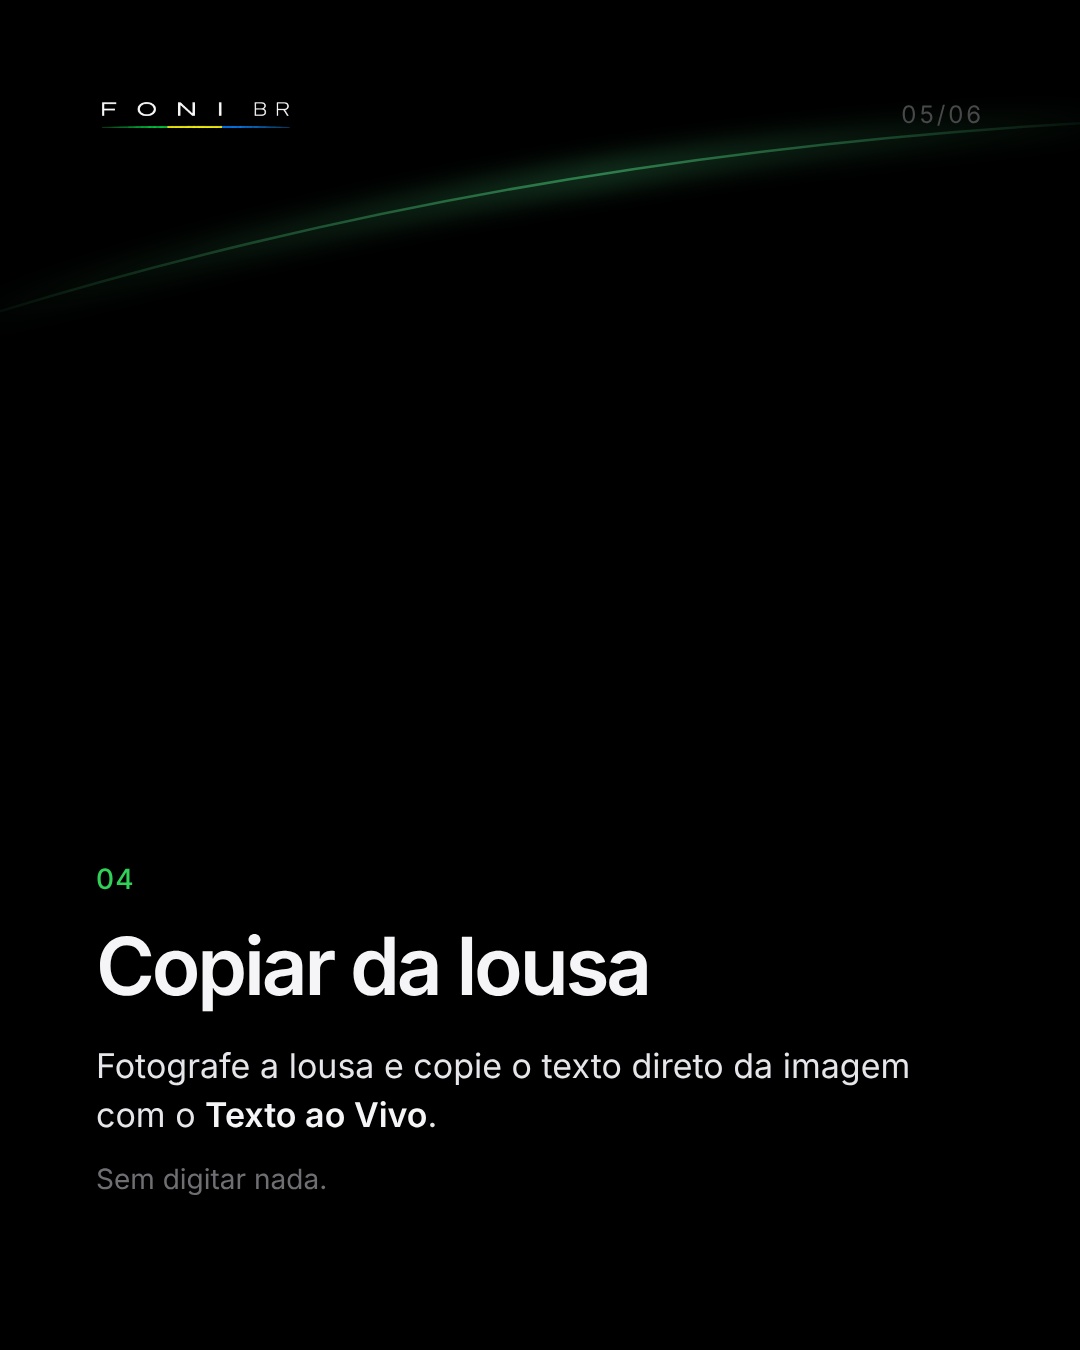 FONI BR
05/06
04
Copiar da lousa
Fotografe a lousa e copie o texto direto da imagem
com o Texto ao Vivo.
Sem digitar nada.